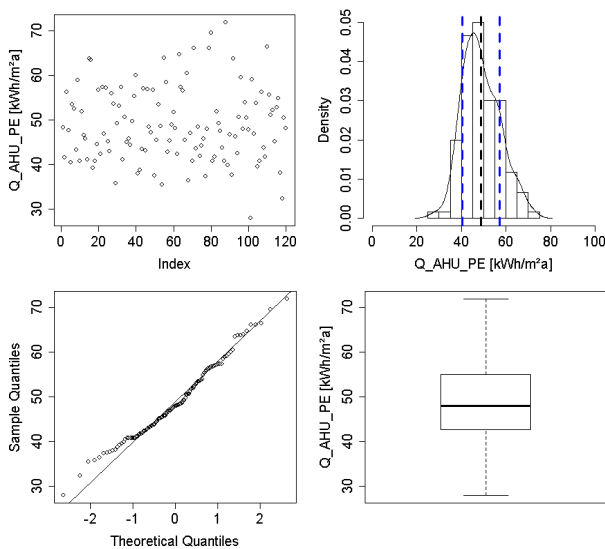 Q_AHU_PE [kWh/m²a]
70
60
50
40
30
0 20 40 60 80 100 120
Index
Density
0.05
0.04
0.03
0.02
0.01
0.00
0 20 40 60 80 100
Q_AHU_PE [kWh/m²a]
Sample Quantiles
70
60
50
40
30
-2 -1 0 1 2
Theoretical Quantiles
Q_AHU_PE [kWh/m²a]
70
60
50
40
30